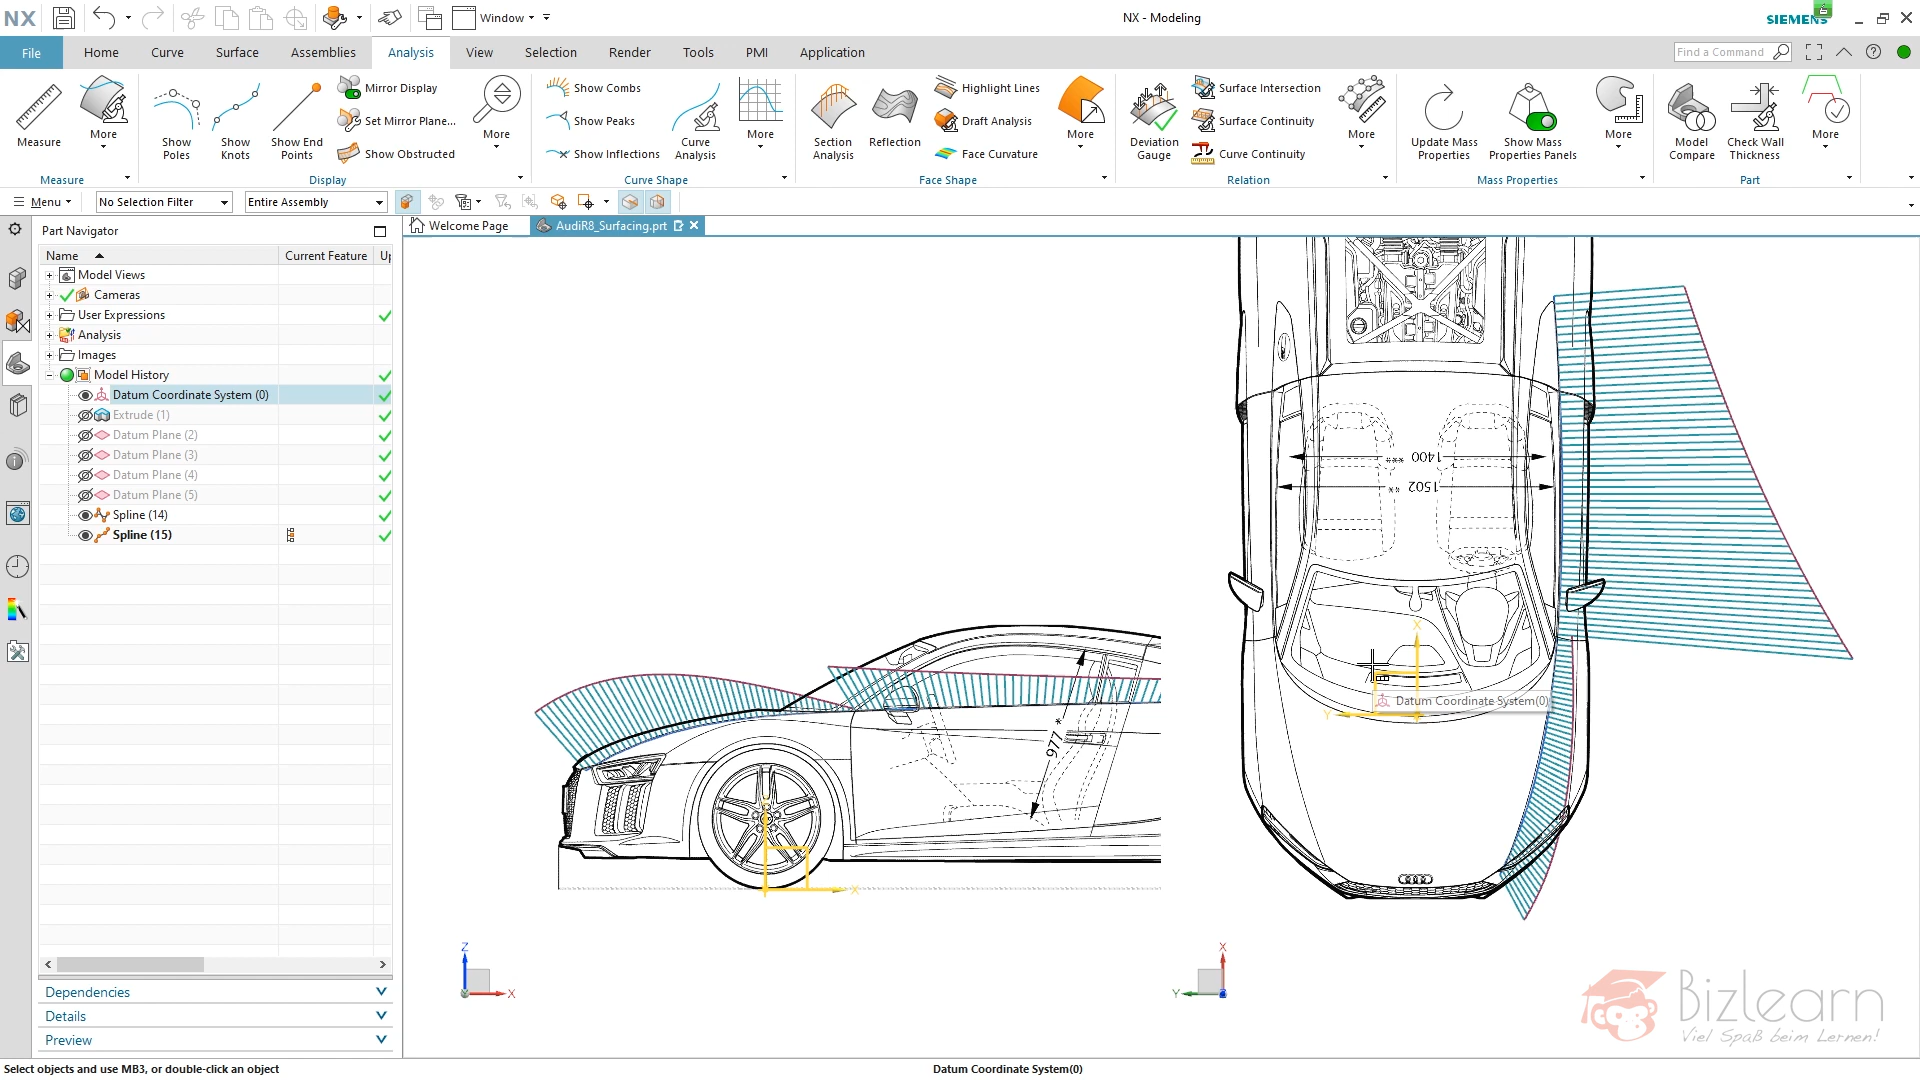 NX
Window
NX - Modeling
SIEMENS
File
Home
Curve
Surface
Assemblies
Analysis
View
Selection
Render
Tools
PMI
Application
Find a Command
Measure
More
Show Poles
Show Knots
Show End Points
Mirror Display
Set Mirror Plane...
Show Obstructed
More
Show Combs
Show Peaks
Show Inflections
Curve Analysis
More
Section Analysis
Reflection
Highlight Lines
Draft Analysis
Face Curvature
More
Deviation Gauge
Surface Intersection
Surface Continuity
Curve Continuity
More
Update Mass Properties
Show Mass Properties Panels
More
Model Compare
Check Wall Thickness
More
Measure
Display
Curve Shape
Face Shape
Relation
Mass Properties
Part
Menu
No Selection Filter
Entire Assembly
Part Navigator
Welcome Page
AudiR8_Surfacing.prt
Name
Current Feature
Up
Model Views
Cameras
User Expressions
Analysis
Images
Model History
Datum Coordinate System (0)
Extrude (1)
Datum Plane (2)
Datum Plane (3)
Datum Plane (4)
Datum Plane (5)
Spline (14)
Spline (15)
1400 ***
1502 **
977 *
X
Y
Datum Coordinate System(0)
X
Z
X
X
Y
Dependencies
Details
Preview
Bizlearn
Viel Spaß beim Lernen!
Select objects and use MB3, or double-click an object
Datum Coordinate System(0)